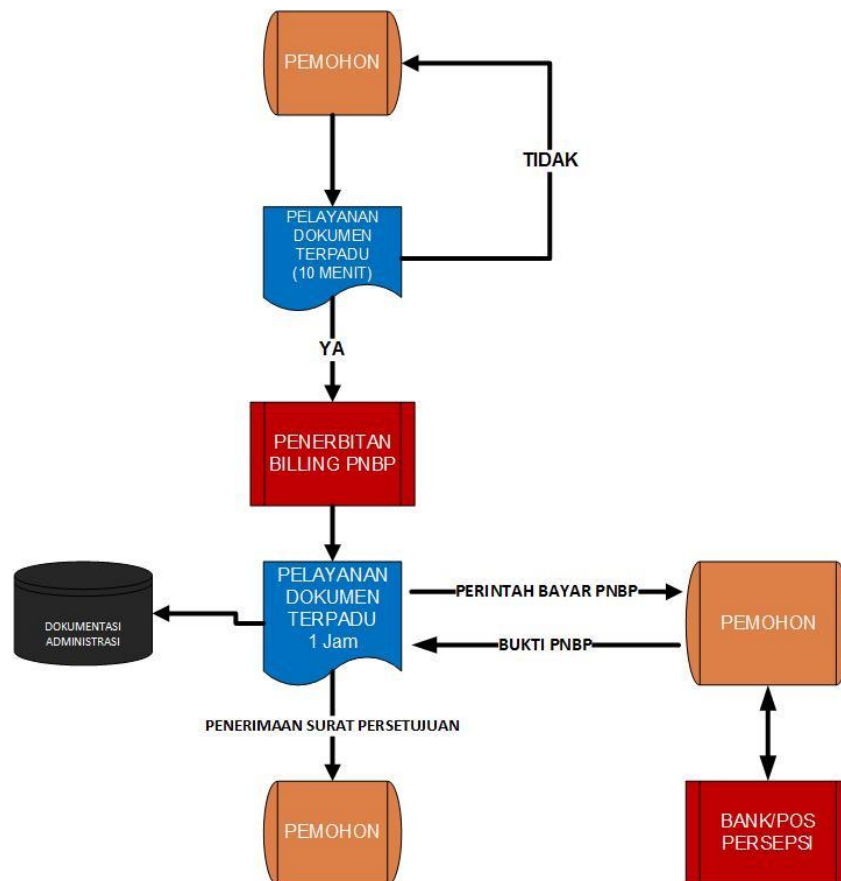 PEMOHON
TIDAK
PELAYANAN
DOKUMEN
TERPADU
(10 MENIT)
YA
PENERBITAN
BILLING PNBP
PELAYANAN
DOKUMEN
TERPADU
1 Jam
PERINTAH BAYAR PNBP
BUKTI PNBP
PEMOHON
DOKUMENTASI
ADMINISTRASI
PENERIMAAN SURAT PERSETUJUAN
PEMOHON
BANK/POS
PERSEPSI